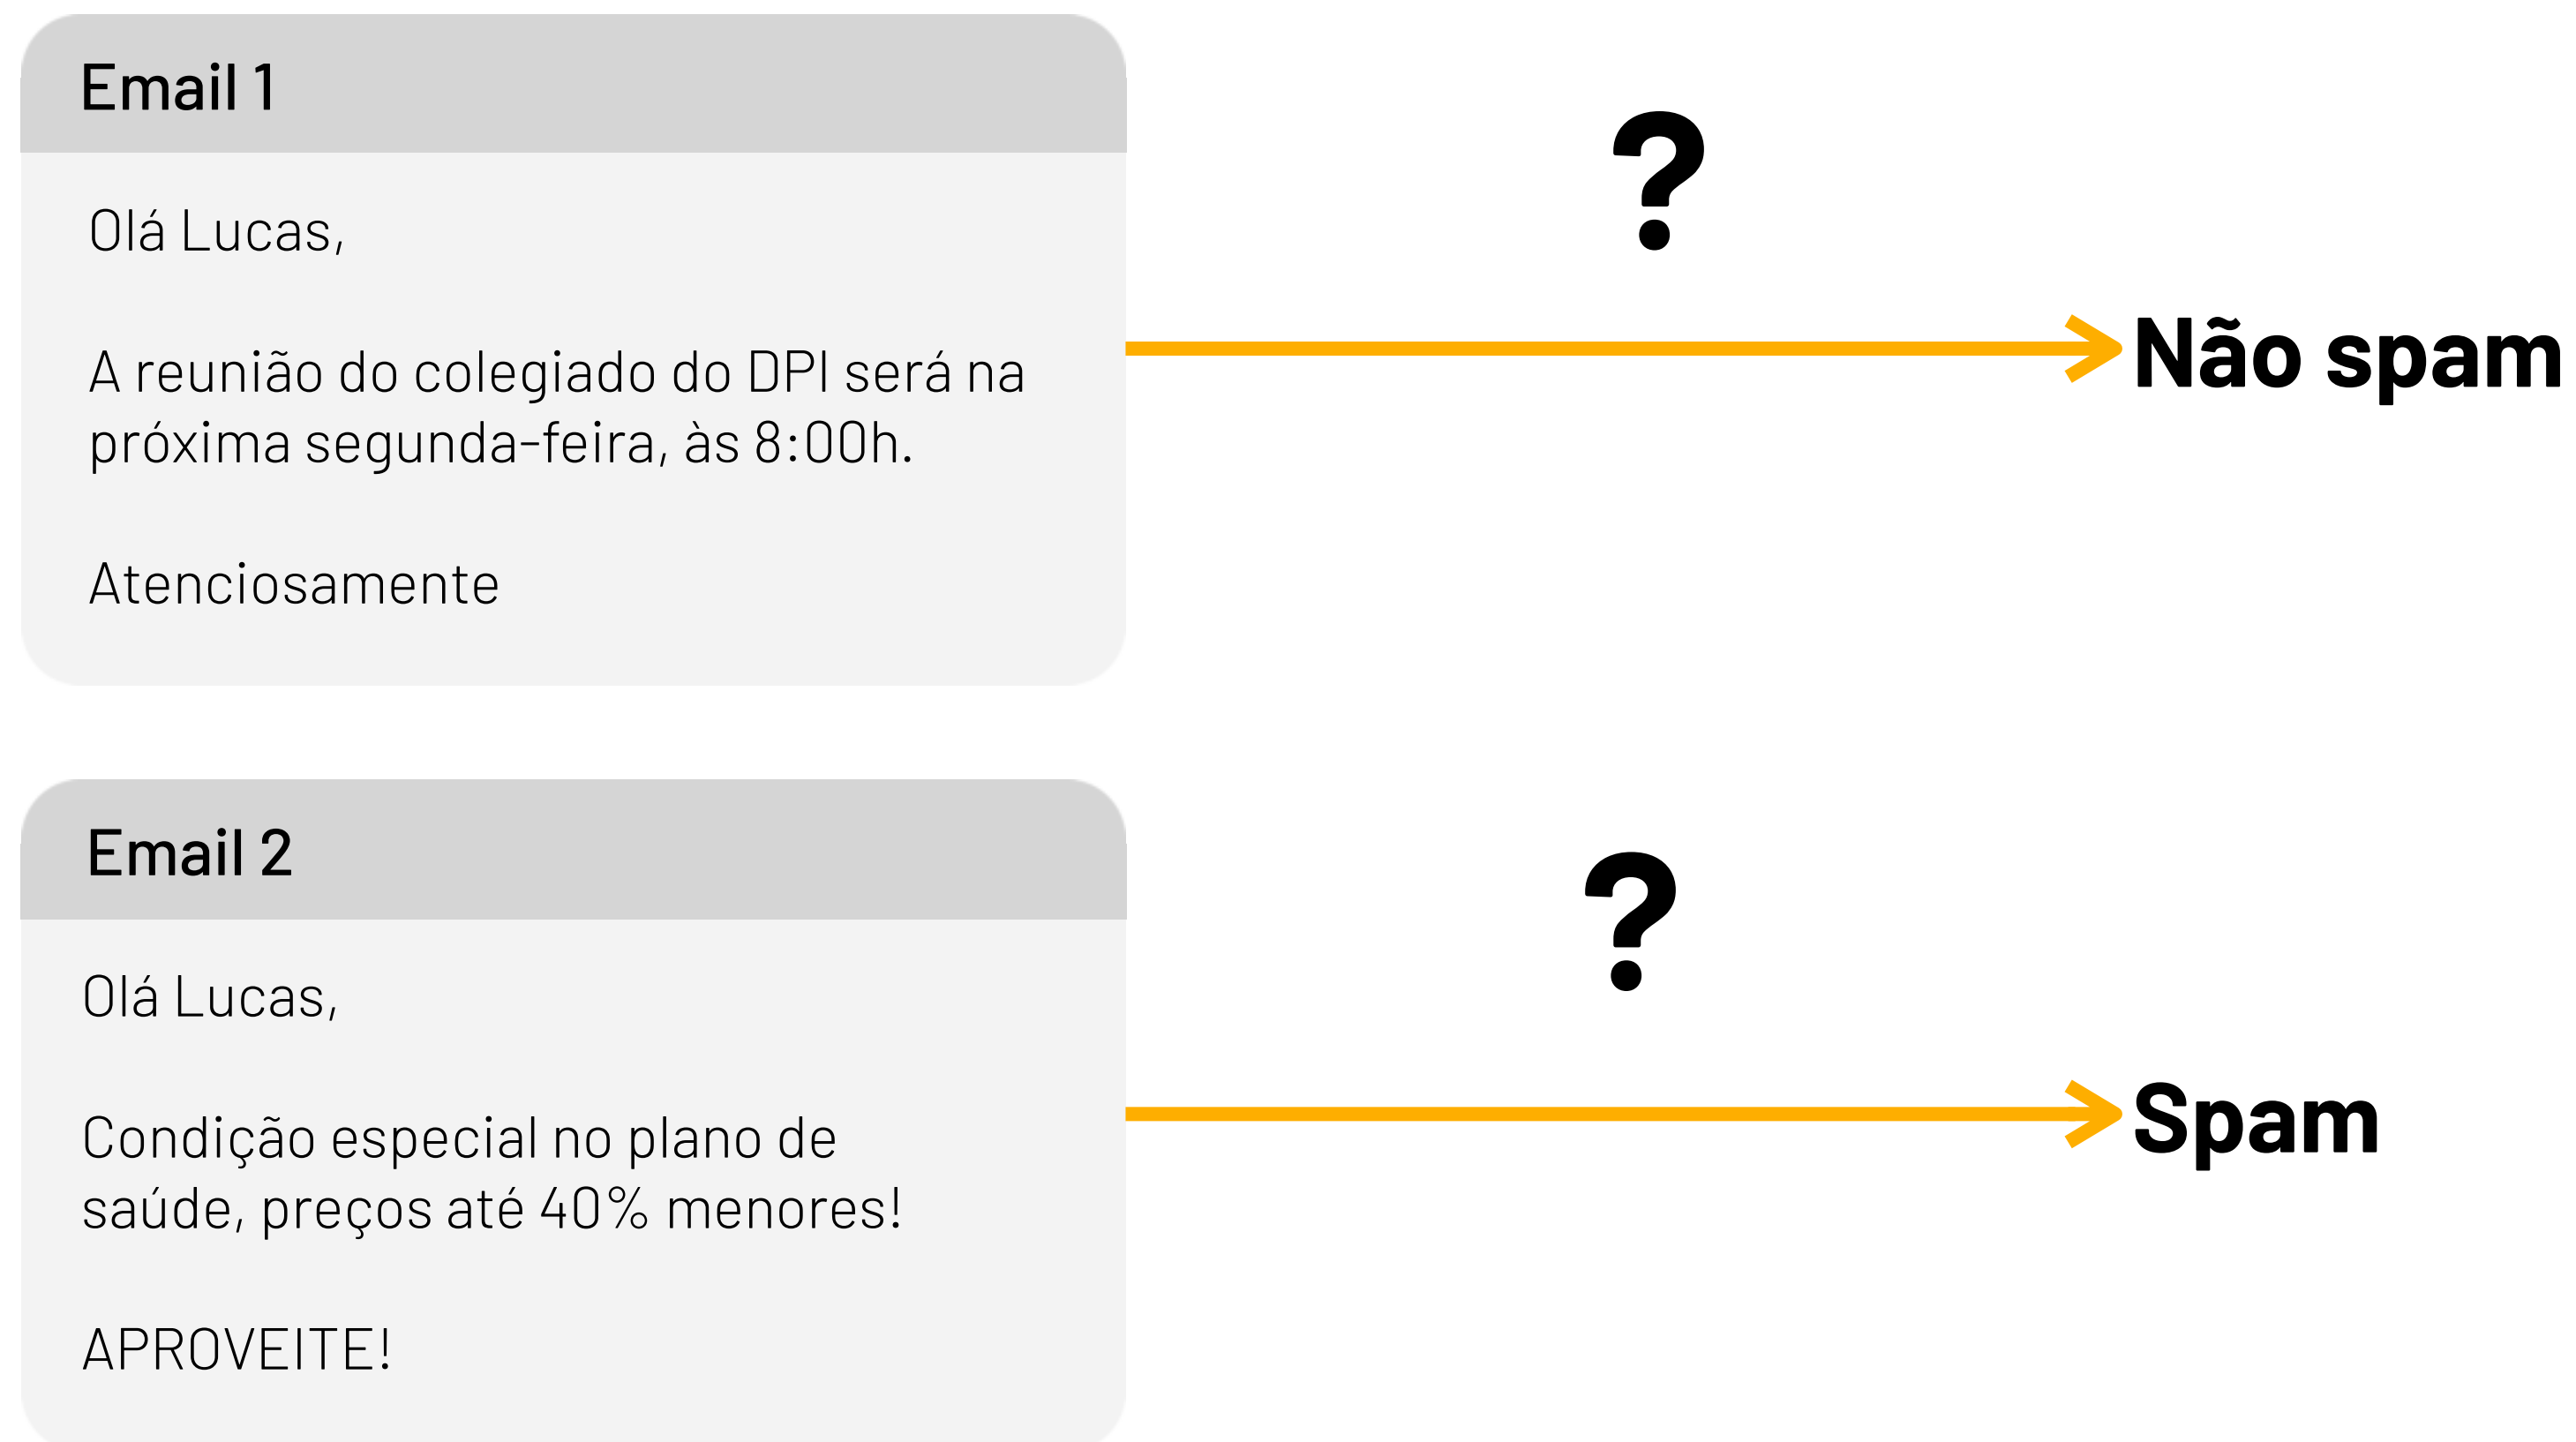 Email 1
Olá Lucas,
A reunião do colegiado do DPI será na
próxima segunda-feira, às 8:00h.
Atenciosamente
?
Não spam
Email 2
Olá Lucas,
Condição especial no plano de
saúde, preços até 40% menores!
APROVEITE!
?
Spam